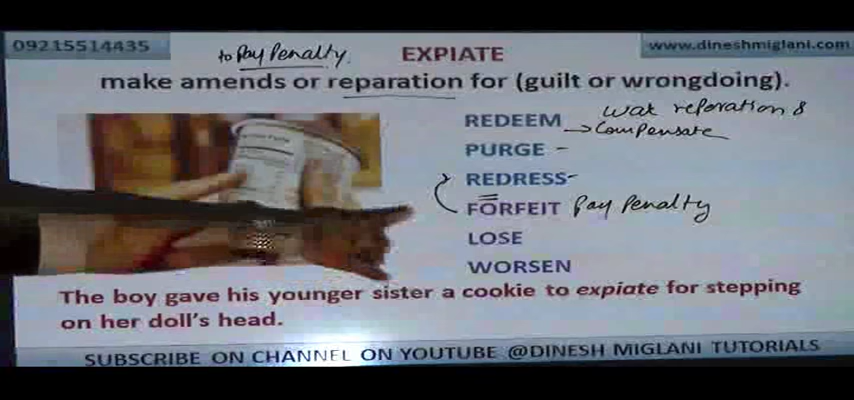 09215514435
www.dineshmiglani.com
to Pay Penalty.
EXPIATE
make amends or reparation for (guilt or wrongdoing).
REDEEM
war reparations
→ Compensate
PURGE -
REDRESS-
FORFEIT Pay Penalty
LOSE
WORSEN
The boy gave his younger sister a cookie to expiate for stepping
on her doll's head.
SUBSCRIBE ON CHANNEL ON YOUTUBE @DINESH MIGLANI TUTORIALS